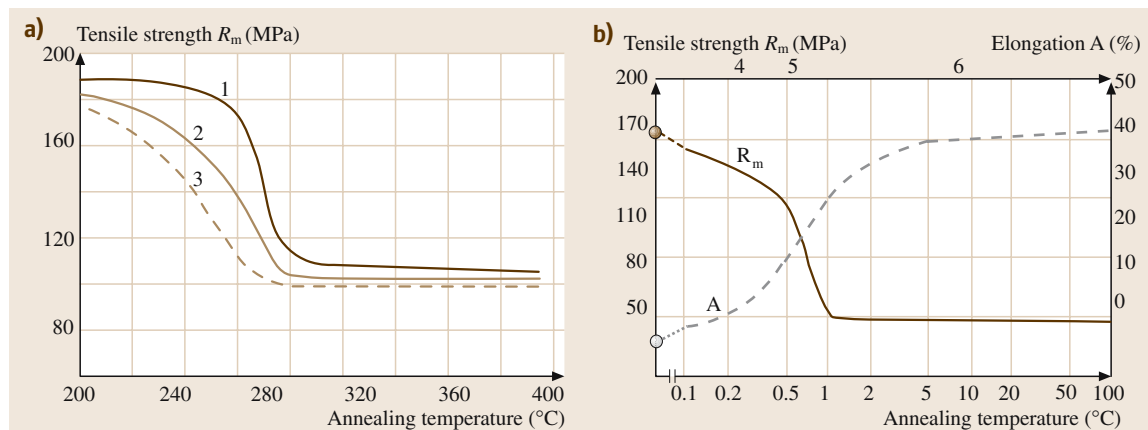 a)
Tensile strength Rm (MPa)
200
160
120
80
1
2
3
200 240 280 320 360 400
Annealing temperature (°C)
b)
Tensile strength Rm (MPa) Elongation A (%)
4 5 6
200
170
140
110
80
50
50
40
30
20
10
0
Rm
A
0.1 0.2 0.5 1 2 5 10 20 50 100
Annealing temperature (°C)